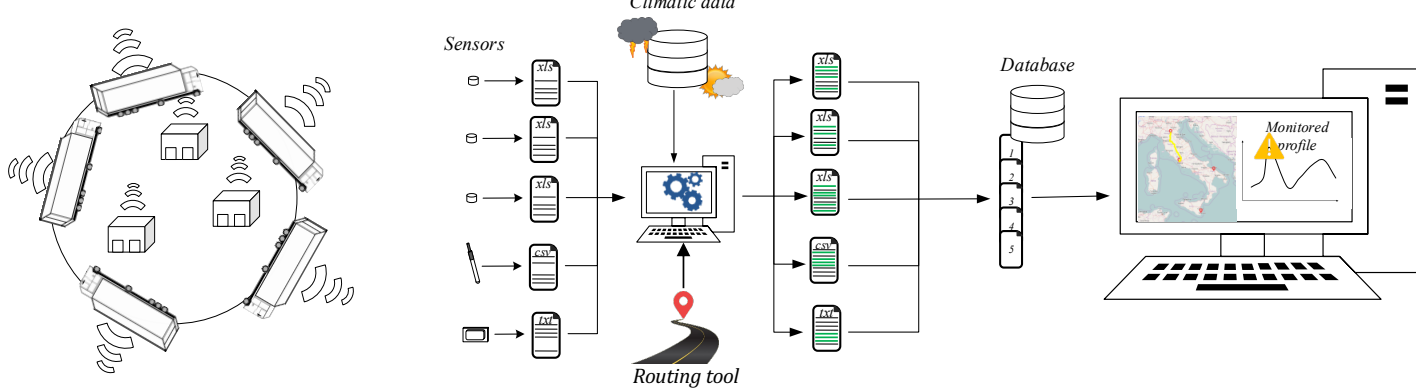 Climatic data
Sensors
xls
xls
xls
csv
txt
Routing tool
xls
xls
xls
csv
txt
Database
1
2
3
4
5
Monitored
profile